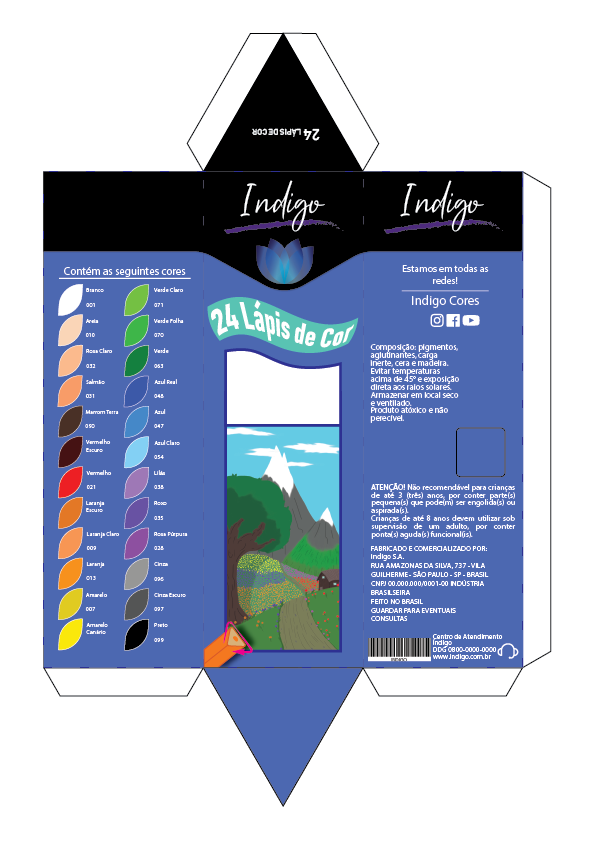 24 LÁPIS DE COR
Indigo
Indigo
Contém as seguintes cores
Branco
001
Areia
010
Rosa Claro
032
Salmão
031
Marrom Terra
093
Vermelho
Escuro
Vermelho
021
Laranja
Escuro
Laranja Claro
009
Laranja
013
Amarelo
007
Amarelo
Canário
Verde Claro
071
Verde Folha
070
Verde
063
Azul Real
048
Azul
047
Azul Claro
054
Lilás
038
Roxo
035
Rosa Púrpura
028
Cinza
096
Cinza Escuro
097
Preto
099
24 Lápis de Cor
Estamos em todas as
redes!
Indigo Cores
Composição: pigmentos,
aglutinantes, carga
inerte, cera e madeira.
Evitar temperaturas
acima de 45º e exposição
direta aos raios solares.
Armazenar em local seco
e ventilado.
Produto atóxico e não
perecível.
ATENÇÃO! Não recomendável para crianças
de até 3 (três) anos, por conter parte(s)
pequena(s) que pode(m) ser engolida(s) ou
aspirada(s).
Crianças de até 8 anos devem utilizar sob
supervisão de um adulto, por conter
ponta(s) aguda(s) funcional(is).
FABRICADO E COMERCIALIZADO POR:
Indigo S.A.
RUA AMAZONAS DA SILVA, 737 - VILA
GUILHERME - SÃO PAULO - SP - BRASIL
CNPJ 00.000.000/0001-00 INDÚSTRIA
BRASILSEIRA
FEITO NO BRASIL
GUARDAR PARA EVENTUAIS
CONSULTAS
Centro de Atendimento
Indigo
DDG 0800-0000-0000
www.indigo.com.br